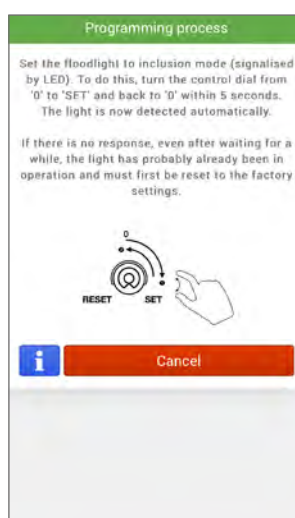 Programming process
Set the floodlight to inclusion mode (signalised
by LED). To do this, turn the control dial from
'0' to 'SET' and back to '0' within 5 seconds.
The light is now detected automatically.
If there is no response, even after waiting for a
while, the light has probably already been in
operation and must first be reset to the factory
settings.
0
RESET SET
i Cancel